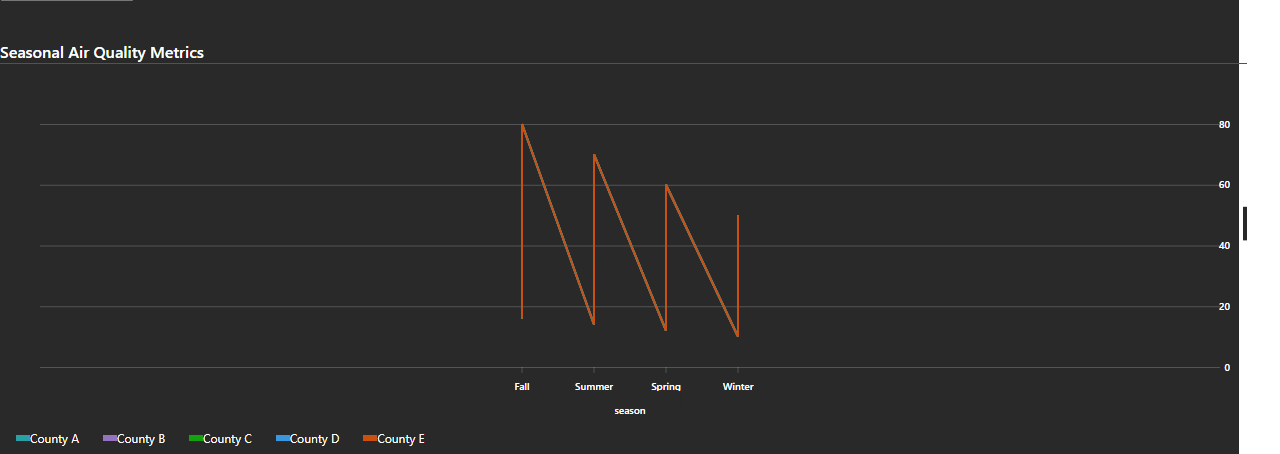 Seasonal Air Quality Metrics
80
60
40
20
0
Fall Summer Spring Winter
season
County A County B County C County D County E